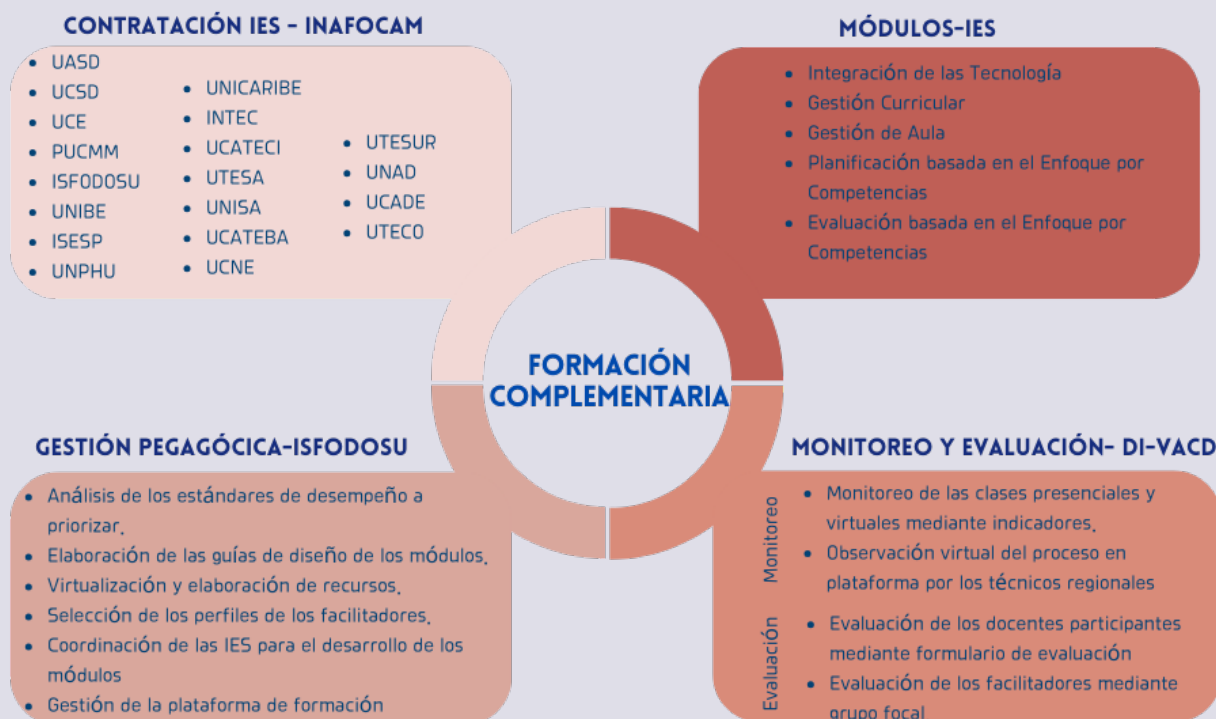 CONTRATACIÓN IES - INAFOCAM
UASD
UCSD
UCE
PUCMM
ISFODOSU
UNIBE
ISESP
UNPHU
UNICARIBE
INTEC
UCATECI
UTESA
UNISA
UCATEBA
UCNE
UTESUR
UNAD
UCADE
UTECO
MÓDULOS-IES
Integración de las Tecnología
Gestión Curricular
Gestión de Aula
Planificación basada en el Enfoque por
Competencias
Evaluación basada en el Enfoque por
Competencias
FORMACIÓN
COMPLEMENTARIA
GESTIÓN PEGAGÓCICA-ISFODOSU
Análisis de los estándares de desempeño a
priorizar.
Elaboración de las guías de diseño de los módulos.
Virtualización y elaboración de recursos.
Selección de los perfiles de los facilitadores.
Coordinación de las IES para el desarrollo de los
módulos
Gestión de la plataforma de formación
MONITOREO Y EVALUACIÓN- DI-VACD
Monitoreo
Monitoreo de las clases presenciales y
virtuales mediante indicadores.
Observación virtual del proceso en
plataforma por los técnicos regionales
Evaluación
Evaluación de los docentes participantes
mediante formulario de evaluación
Evaluación de los facilitadores mediante
grupo focal